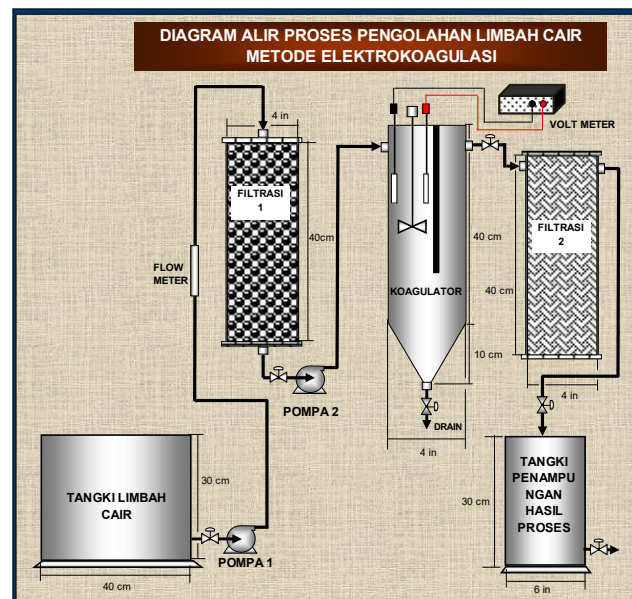 DIAGRAM ALIR PROSES PENGOLAHAN LIMBAH CAIR
METODE ELEKTROKOAGULASI
4 in
FILTRASI
1
40cm
FLOW
METER
POMPA 2
VOLT METER
KOAGULATOR
40 cm
10 cm
DRAIN
4 in
FILTRASI
2
40 cm
4 in
TANGKI LIMBAH
CAIR
30 cm
40 cm
POMPA 1
TANGKI
PENAMPU
NGAN
HASIL
PROSES
30 cm
6 in